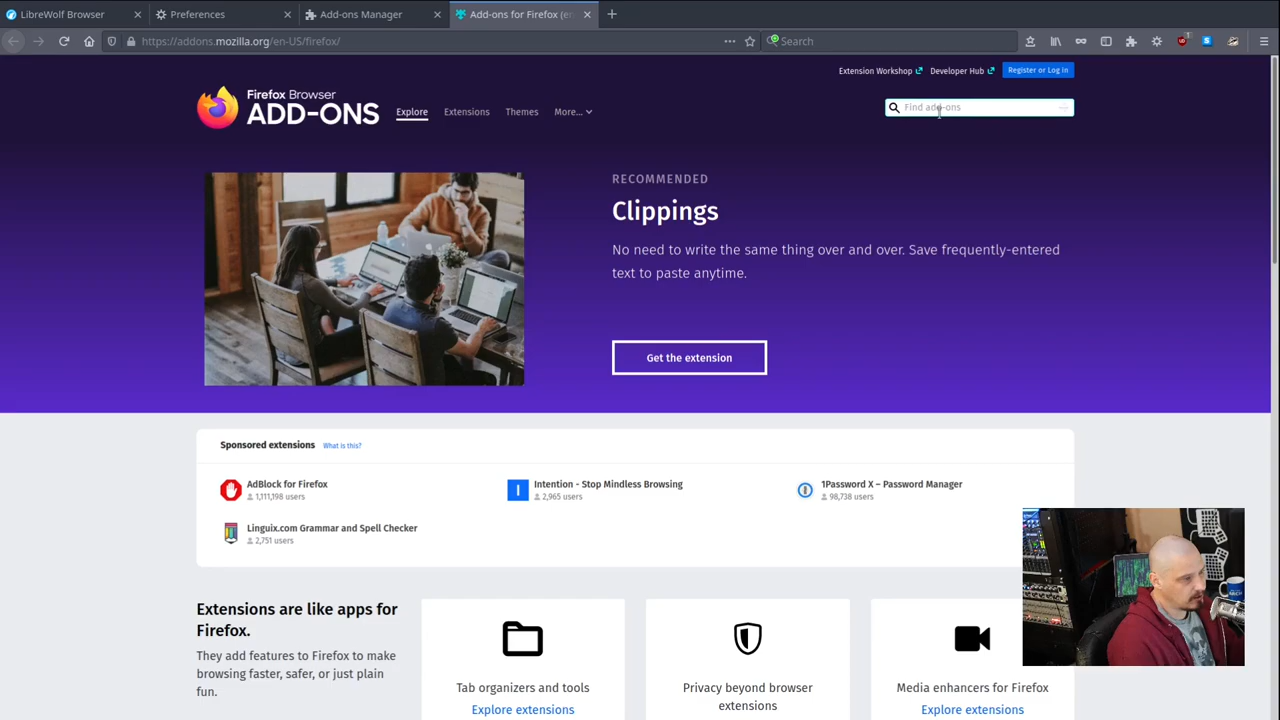 LibreWolf Browser
Preferences
Add-ons Manager
Add-ons for Firefox (en
https://addons.mozilla.org/en-US/firefox/
Search
Extension Workshop
Developer Hub
Register or Log in
Firefox Browser
ADD-ONS
Explore
Extensions
Themes
More...
Find add-ons
RECOMMENDED
Clippings
No need to write the same thing over and over. Save frequently-entered
text to paste anytime.
Get the extension
Sponsored extensions
What is this?
AdBlock for Firefox
1,111,198 users
Intention - Stop Mindless Browsing
2,965 users
1Password X – Password Manager
98,738 users
Linguix.com Grammar and Spell Checker
2,751 users
Extensions are like apps for
Firefox.
They add features to Firefox to make
browsing faster, safer, or just plain
fun.
Tab organizers and tools
Explore extensions
Privacy beyond browser
extensions
Media enhancers for Firefox
Explore extensions